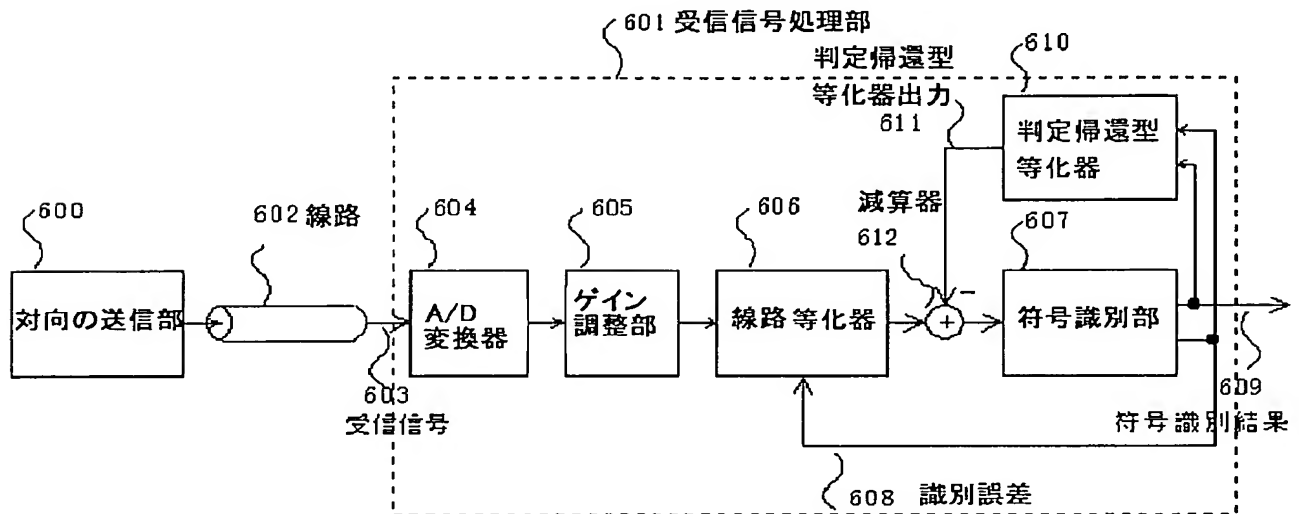 601 受信信号処理部
判定帰還型
等化器出力
611
610
判定帰還型
等化器
600
対向の送信部
602 線路
603
受信信号
604
A/D
変換器
605
ゲイン
調整部
606
線路等化器
減算器
612
−
+
607
符号識別部
609
符号識別結果
608 識別誤差